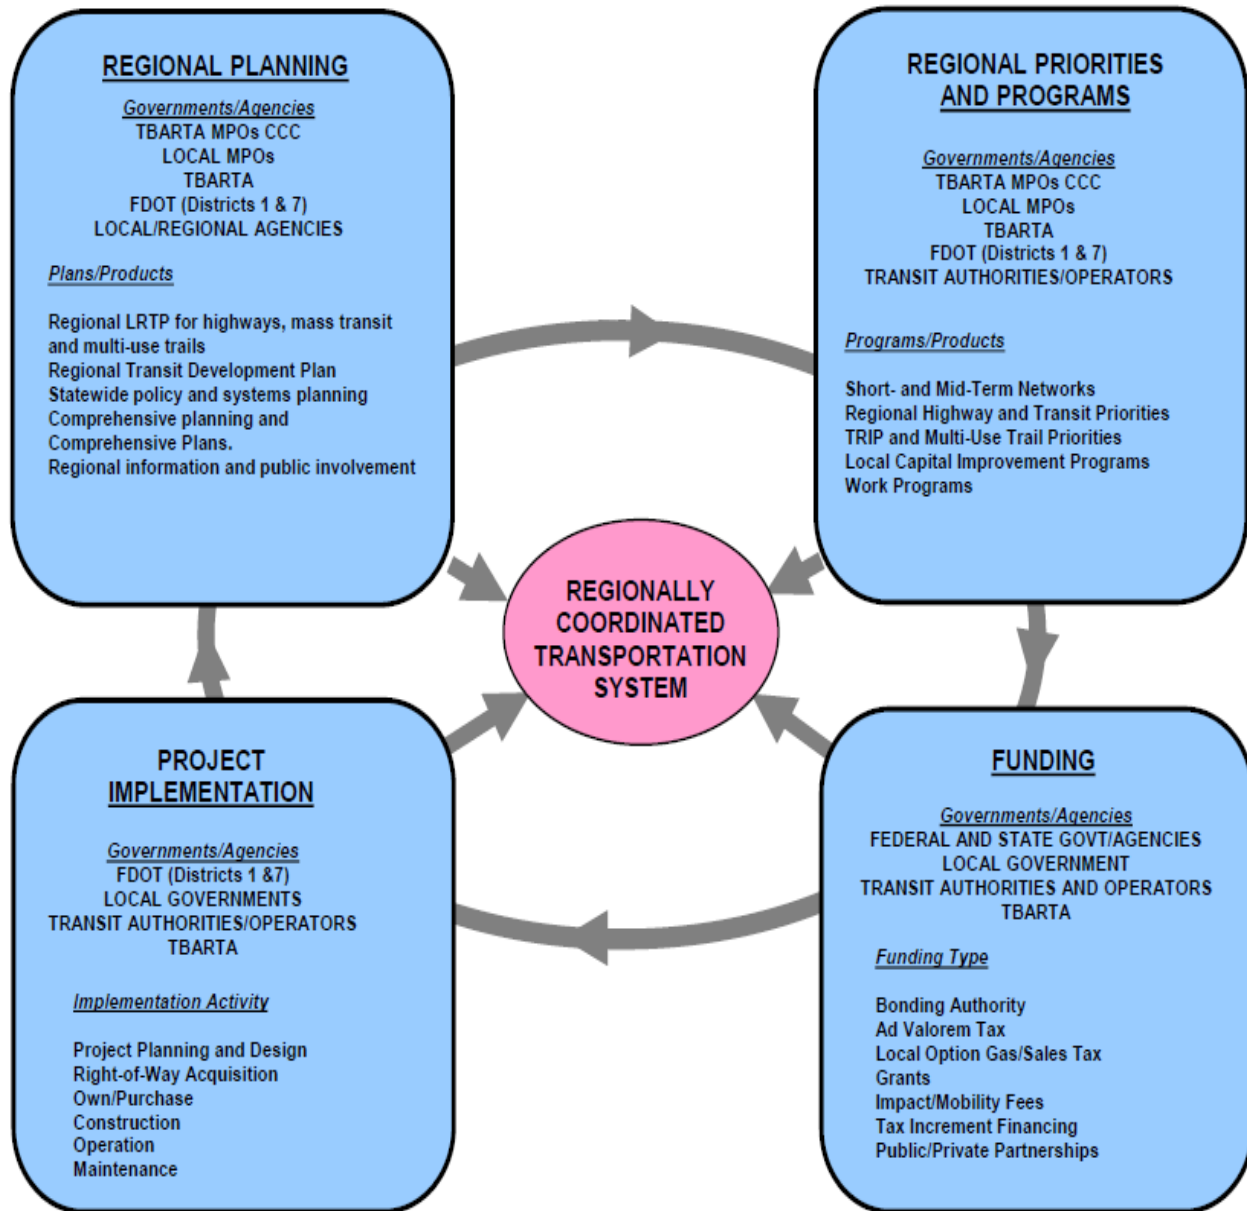 REGIONAL PLANNING
Governments/Agencies
TBARTA MPOs CCC
LOCAL MPOs
TBARTA
FDOT (Districts 1 & 7)
LOCAL/REGIONAL AGENCIES
Plans/Products
Regional LRTP for highways, mass transit
and multi-use trails
Regional Transit Development Plan
Statewide policy and systems planning
Comprehensive planning and
Comprehensive Plans.
Regional information and public involvement
REGIONAL PRIORITIES
AND PROGRAMS
Governments/Agencies
TBARTA MPOs CCC
LOCAL MPOs
TBARTA
FDOT (Districts 1 & 7)
TRANSIT AUTHORITIES/OPERATORS
Programs/Products
Short- and Mid-Term Networks
Regional Highway and Transit Priorities
TRIP and Multi-Use Trail Priorities
Local Capital Improvement Programs
Work Programs
REGIONALLY
COORDINATED
TRANSPORTATION
SYSTEM
PROJECT
IMPLEMENTATION
Governments/Agencies
FDOT (Districts 1 &7)
LOCAL GOVERNMENTS
TRANSIT AUTHORITIES/OPERATORS
TBARTA
Implementation Activity
Project Planning and Design
Right-of-Way Acquisition
Own/Purchase
Construction
Operation
Maintenance
FUNDING
Governments/Agencies
FEDERAL AND STATE GOVT/AGENCIES
LOCAL GOVERNMENT
TRANSIT AUTHORITIES AND OPERATORS
TBARTA
Funding Type
Bonding Authority
Ad Valorem Tax
Local Option Gas/Sales Tax
Grants
Impact/Mobility Fees
Tax Increment Financing
Public/Private Partnerships